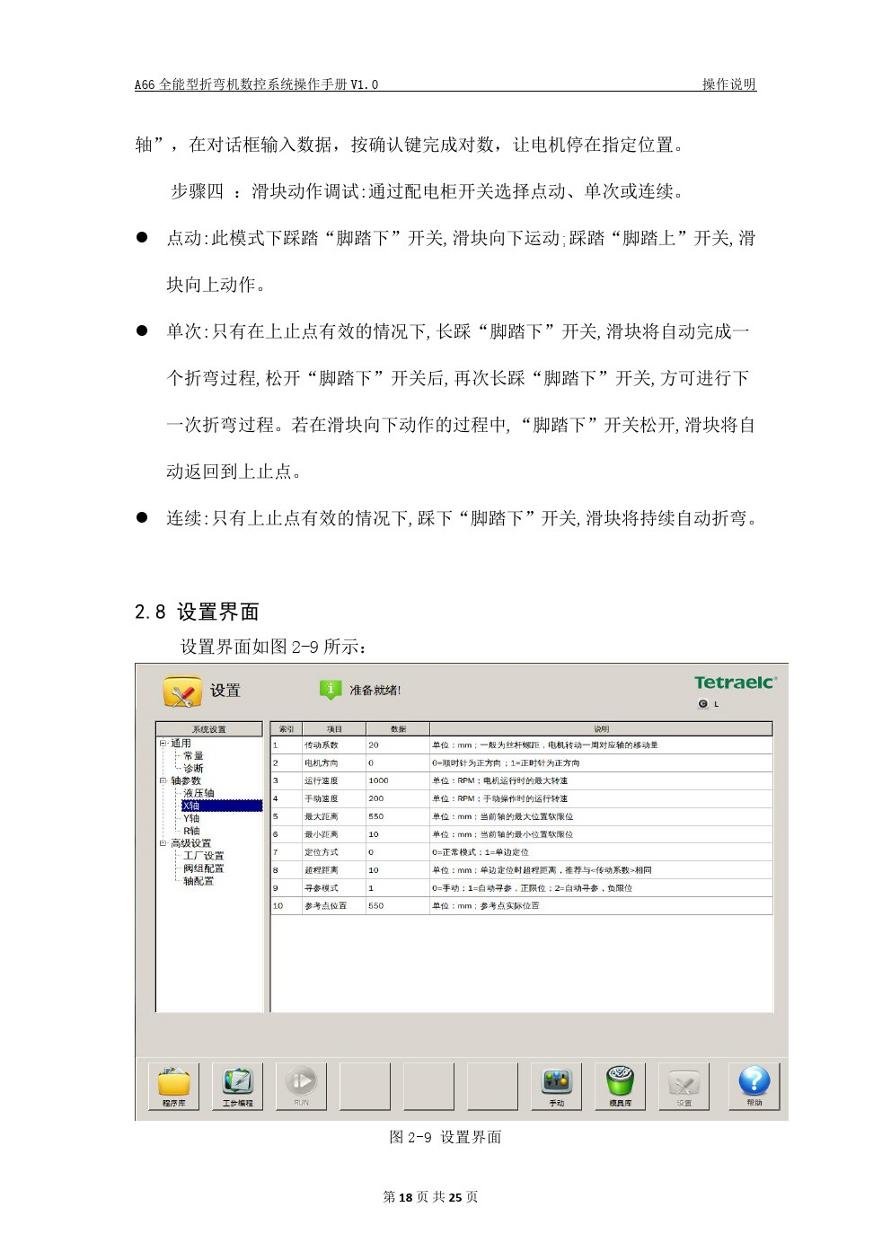 A66 全能型折弯机数控系统操作手册 V1.0 操作说明
轴”，在对话框输入数据，按确认键完成对数，让电机停在指定位置。
步骤四 ：滑块动作调试:通过配电柜开关选择点动、单次或连续。
● 点动:此模式下踩踏“脚踏下”开关,滑块向下运动;踩踏“脚踏上”开关,滑
块向上动作。
● 单次:只有在上止点有效的情况下,长踩“脚踏下”开关,滑块将自动完成一
个折弯过程,松开“脚踏下”开关后,再次长踩“脚踏下”开关,方可进行下
一次折弯过程。若在滑块向下动作的过程中,“脚踏下”开关松开,滑块将自
动返回到上止点。
● 连续:只有上止点有效的情况下,踩下“脚踏下”开关,滑块将持续自动折弯。
2.8 设置界面
设置界面如图 2-9 所示:
设置 准备就绪! Tetraelc
L
系统设置 索引 项目 数据 说明
通用
常量
诊断
轴参数
液压轴
X轴
Y轴
R轴
高级设置
工厂设置
阀组配置
轴配置
1 传动系数 20 单位：mm；一般为丝杆螺距，电机转动一周对应轴的移动量
2 电机方向 0 0=顺时针为正方向；1=正时针为正方向
3 运行速度 1000 单位：RPM；电机运行时的最大转速
4 手动速度 200 单位：RPM；手动操作时的运行转速
5 最大距离 550 单位：mm；当前轴的最大位置软限位
6 最小距离 10 单位：mm；当前轴的最小位置软限位
7 定位方式 0 0=正常模式；1=单边定位
8 超程距离 10 单位：mm；单边定位时超程距离，推荐与<传动系数>相同
9 寻参模式 1 0=手动；1=自动寻参，正限位；2=自动寻参，负限位
10 参考点位置 550 单位：mm；参考点实际位置
程序库 工步编程 RUN 手动 模具库 设置 帮助
图 2-9 设置界面
第 18 页 共 25 页